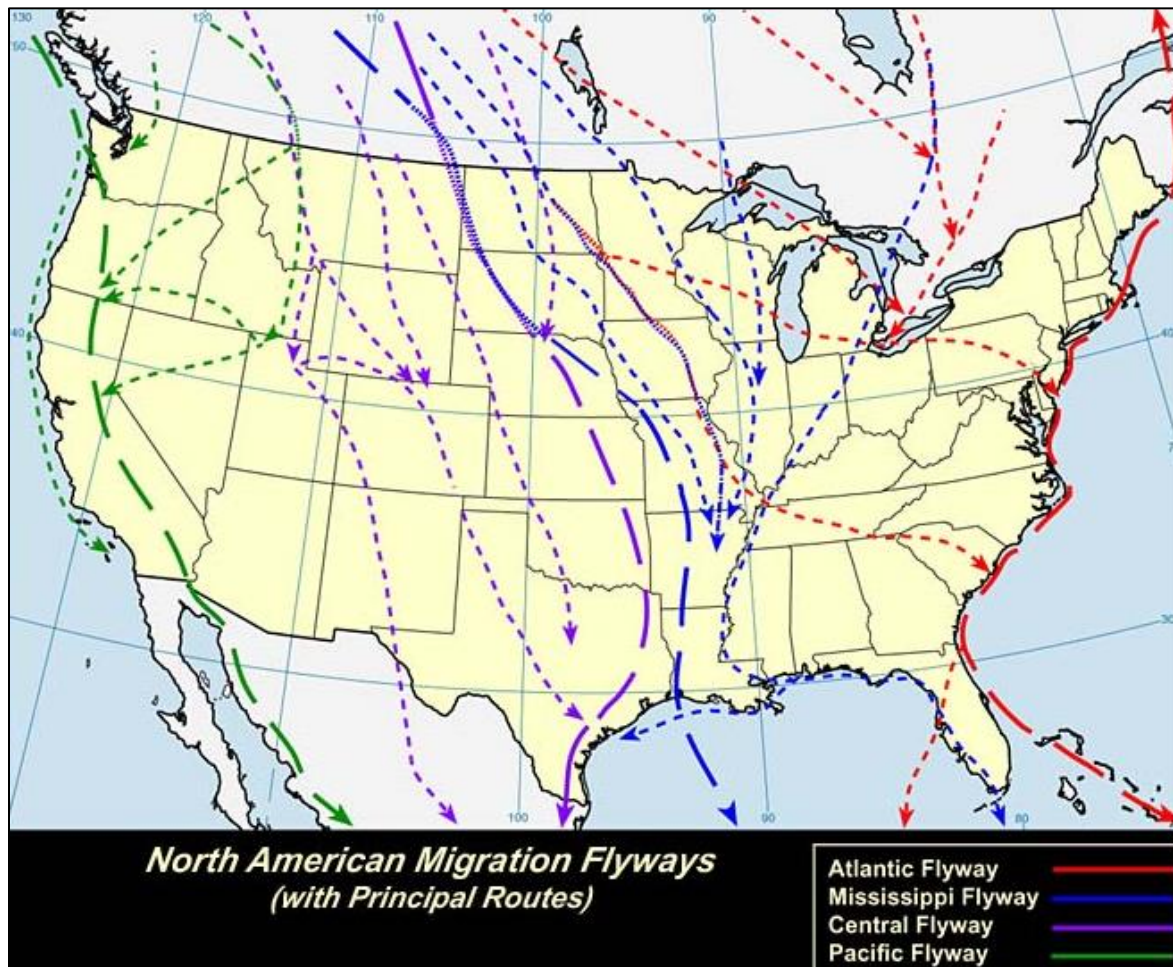 130
120
110
100
90
50
40
40
30
100
90
80
North American Migration Flyways
(with Principal Routes)
Atlantic Flyway
Mississippi Flyway
Central Flyway
Pacific Flyway